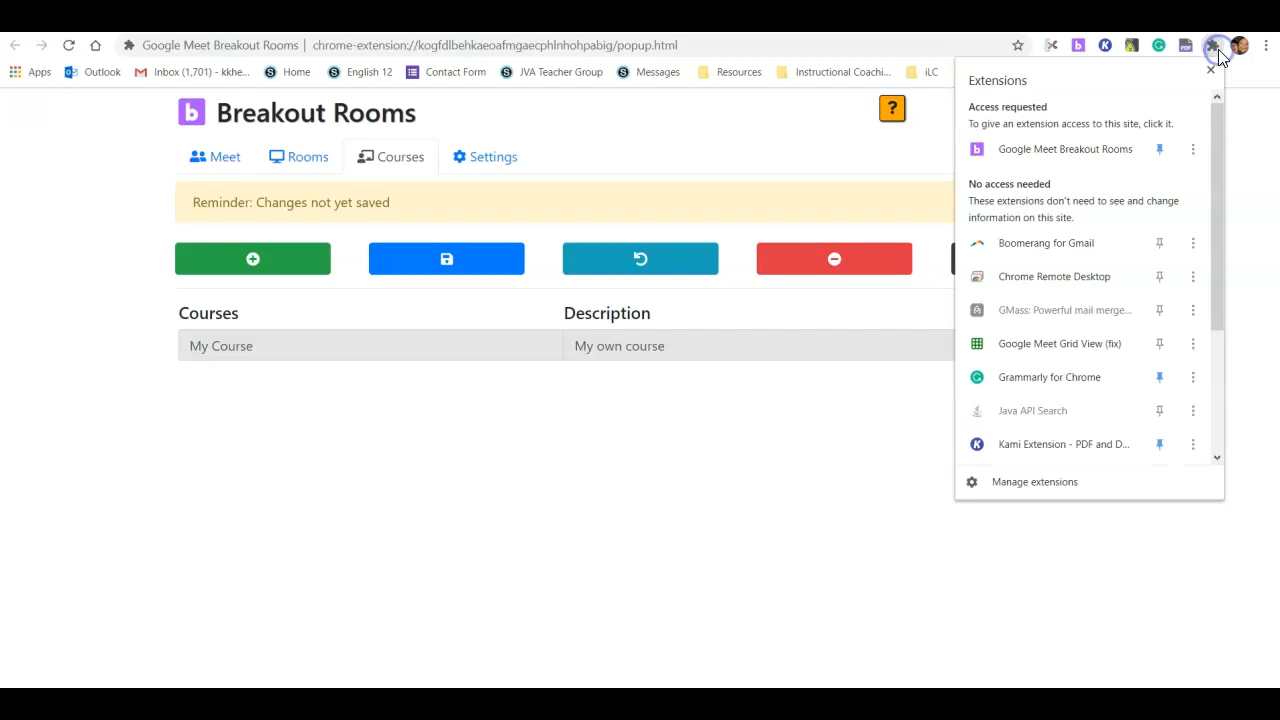 Google Meet Breakout Rooms | chrome-extension://kogfdlbehkaeoafmgaecphlnhohpabig/popup.html
Apps Outlook Inbox (1,701) - kkhe... Home English 12 Contact Form JVA Teacher Group Messages Resources Instructional Coachi... iLC
b Breakout Rooms ?
Meet Rooms Courses Settings
Reminder: Changes not yet saved
Courses Description
My Course My own course
Extensions
Access requested
To give an extension access to this site, click it.
Google Meet Breakout Rooms
No access needed
These extensions don't need to see and change
information on this site.
Boomerang for Gmail
Chrome Remote Desktop
GMass: Powerful mail merge...
Google Meet Grid View (fix)
Grammarly for Chrome
Java API Search
Kami Extension - PDF and D...
Manage extensions